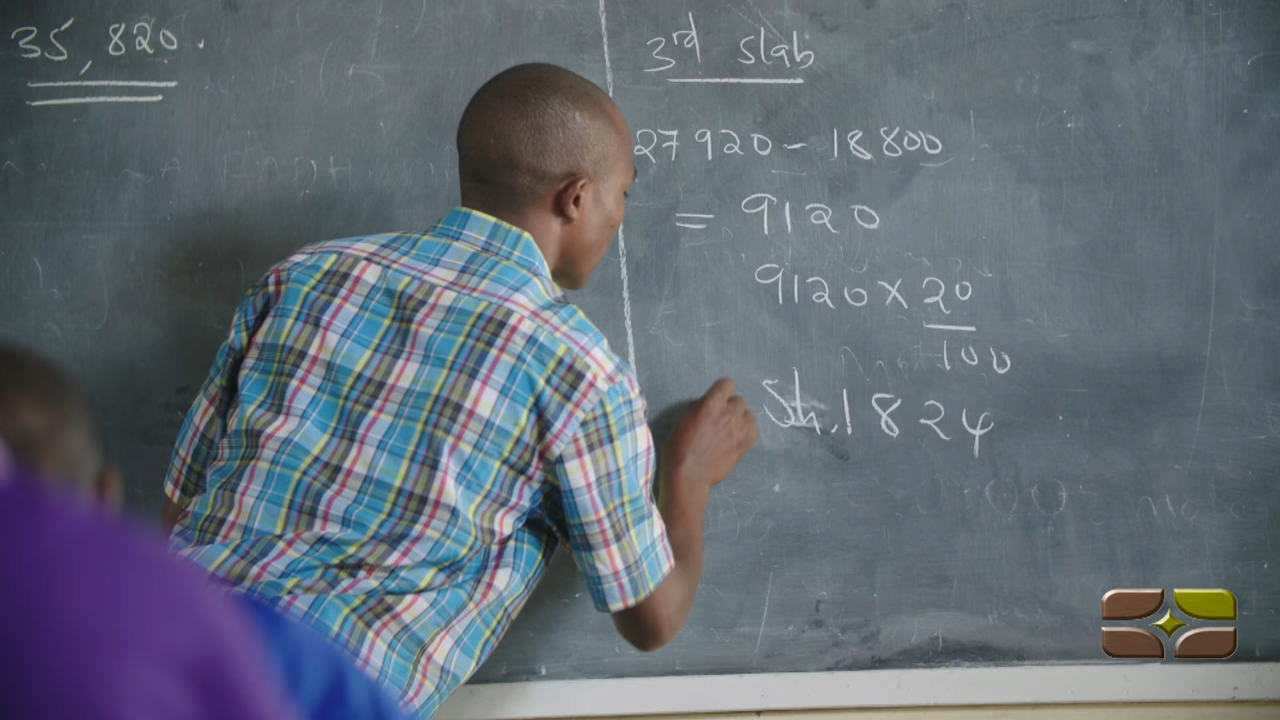 35,820.
3rd slab
27920 - 18800
= 9120
9120 x 20
100
Sh.1824